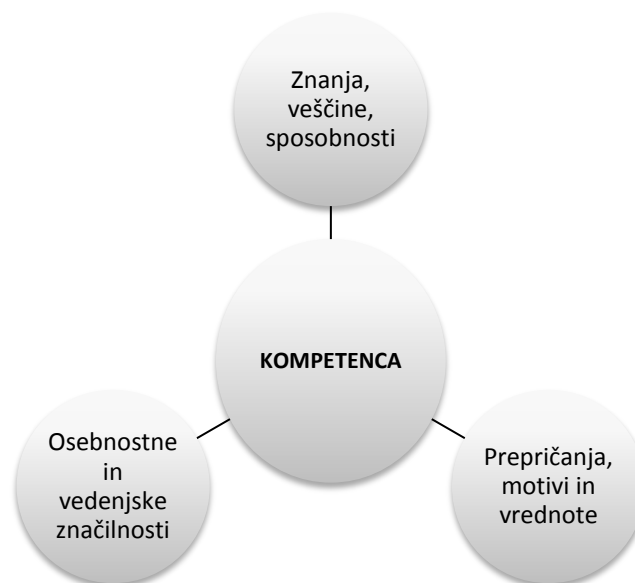 Znanja,
veščine,
sposobnosti
KOMPETENCA
Osebnostne
in
vedenjske
značilnosti
Prepričanja,
motivi in
vrednote